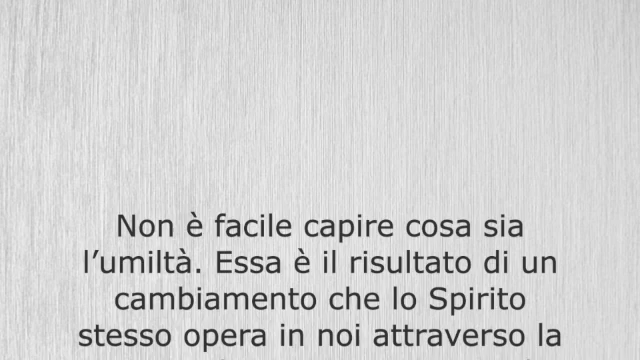 Non è facile capire cosa sia
l’umiltà. Essa è il risultato di un
cambiamento che lo Spirito
stesso opera in noi attraverso la